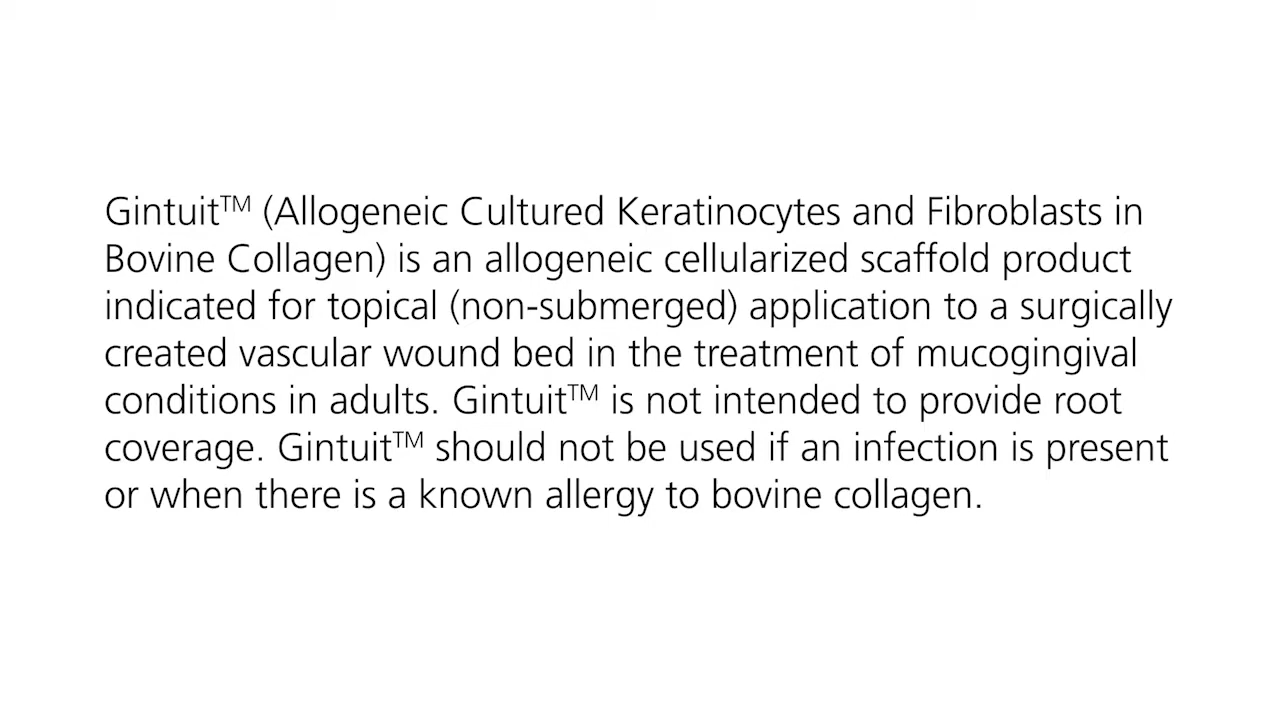 Gintuit™ (Allogeneic Cultured Keratinocytes and Fibroblasts in
Bovine Collagen) is an allogeneic cellularized scaffold product
indicated for topical (non-submerged) application to a surgically
created vascular wound bed in the treatment of mucogingival
conditions in adults. Gintuit™ is not intended to provide root
coverage. Gintuit™ should not be used if an infection is present
or when there is a known allergy to bovine collagen.